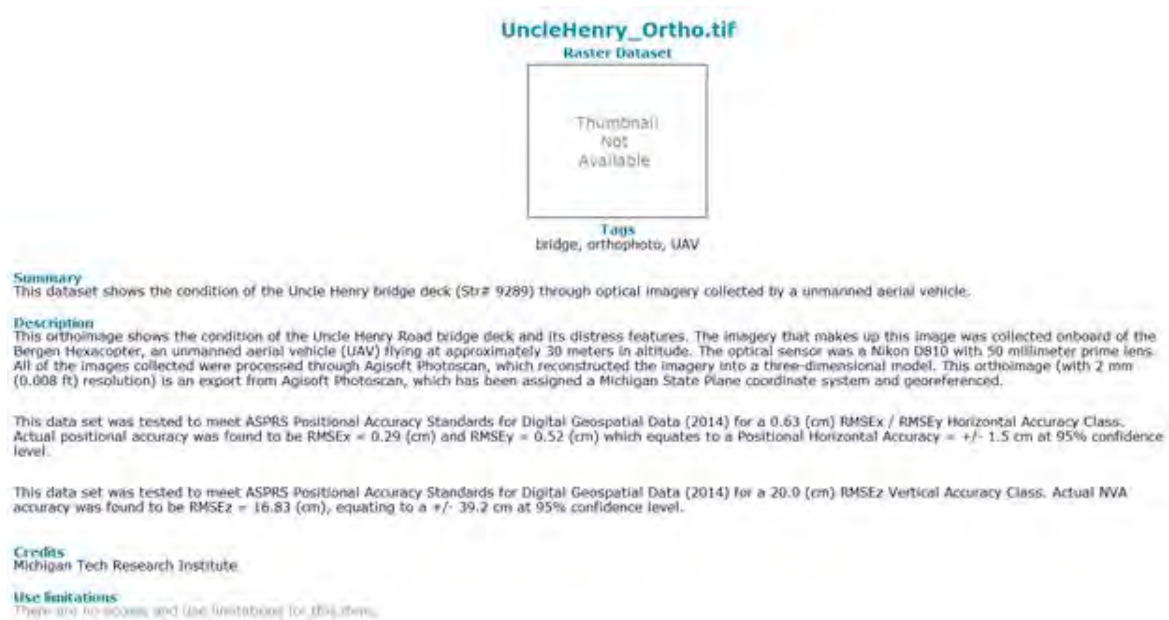 UncleHenry_Ortho.tif
Raster Dataset
Thumbnail
Not
Available
Tags
bridge, orthophoto, UAV
Summary
This dataset shows the condition of the Uncle Henry bridge deck (Str# 9289) through optical imagery collected by a unmanned aerial vehicle.
Description
This orthoimage shows the condition of the Uncle Henry Road bridge deck and its distress features. The imagery that makes up this image was collected onboard of the
Bergen Hexacopter, an unmanned aerial vehicle (UAV) flying at approximately 30 meters in altitude. The optical sensor was a Nikon D810 with 50 millimeter prime lens.
All of the images collected were processed through Agisoft Photoscan, which reconstructed the imagery into a three-dimensional model. This orthoimage (with 2 mm
(0.008 ft) resolution) is an export from Agisoft Photoscan, which has been assigned a Michigan State Plane coordinate system and georeferenced.
This data set was tested to meet ASPRS Positional Accuracy Standards for Digital Geospatial Data (2014) for a 0.63 (cm) RMSEx / RMSEy Horizontal Accuracy Class.
Actual positional accuracy was found to be RMSEx = 0.29 (cm) and RMSEy = 0.52 (cm) which equates to a Positional Horizontal Accuracy = +/- 1.5 cm at 95% confidence
level.
This data set was tested to meet ASPRS Positional Accuracy Standards for Digital Geospatial Data (2014) for a 20.0 (cm) RMSEz Vertical Accuracy Class. Actual NVA
accuracy was found to be RMSEz = 16.83 (cm), equating to a +/- 39.2 cm at 95% confidence level.
Credits
Michigan Tech Research Institute
Use limitations
There are no access and use limitations for this item.